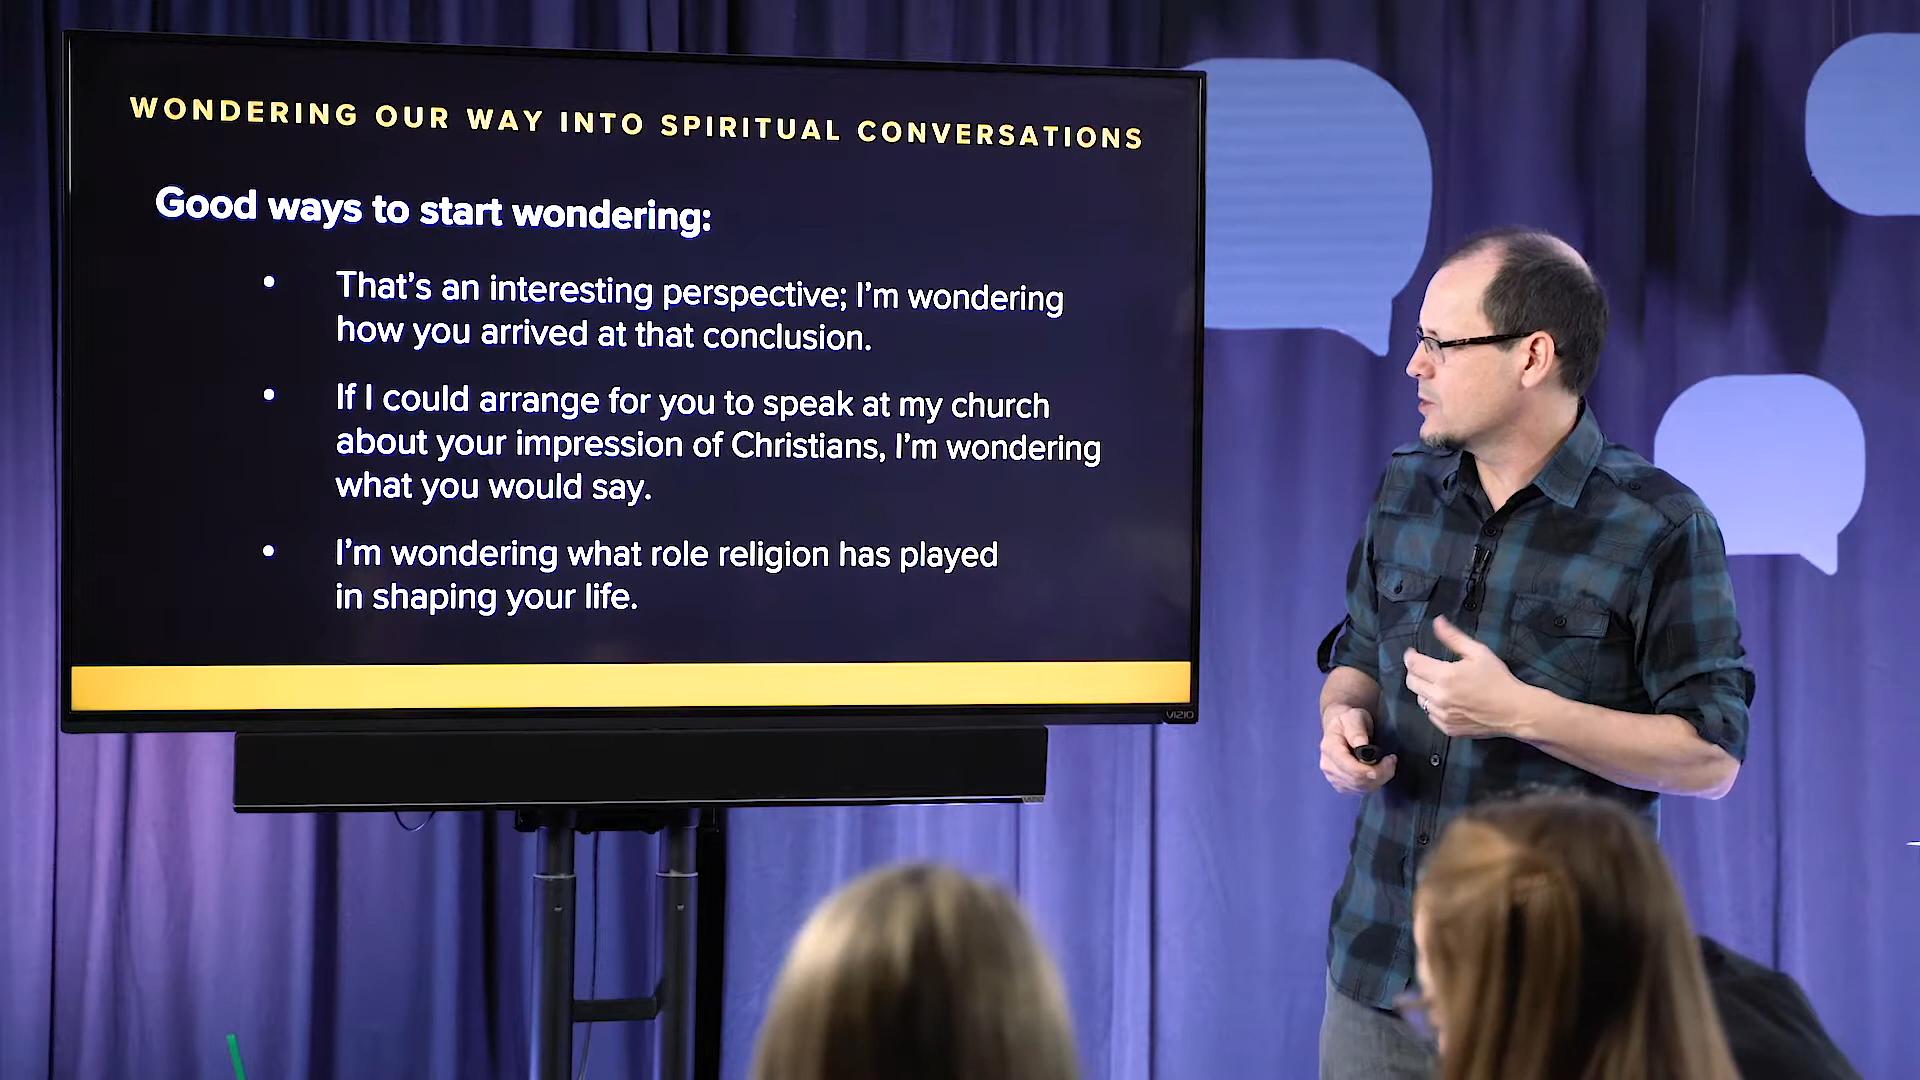 WONDERING OUR WAY INTO SPIRITUAL CONVERSATIONS
Good ways to start wondering:
• That's an interesting perspective; I'm wondering
how you arrived at that conclusion.
• If I could arrange for you to speak at my church
about your impression of Christians, I'm wondering
what you would say.
• I'm wondering what role religion has played
in shaping your life.
VIZIO
VIZIO